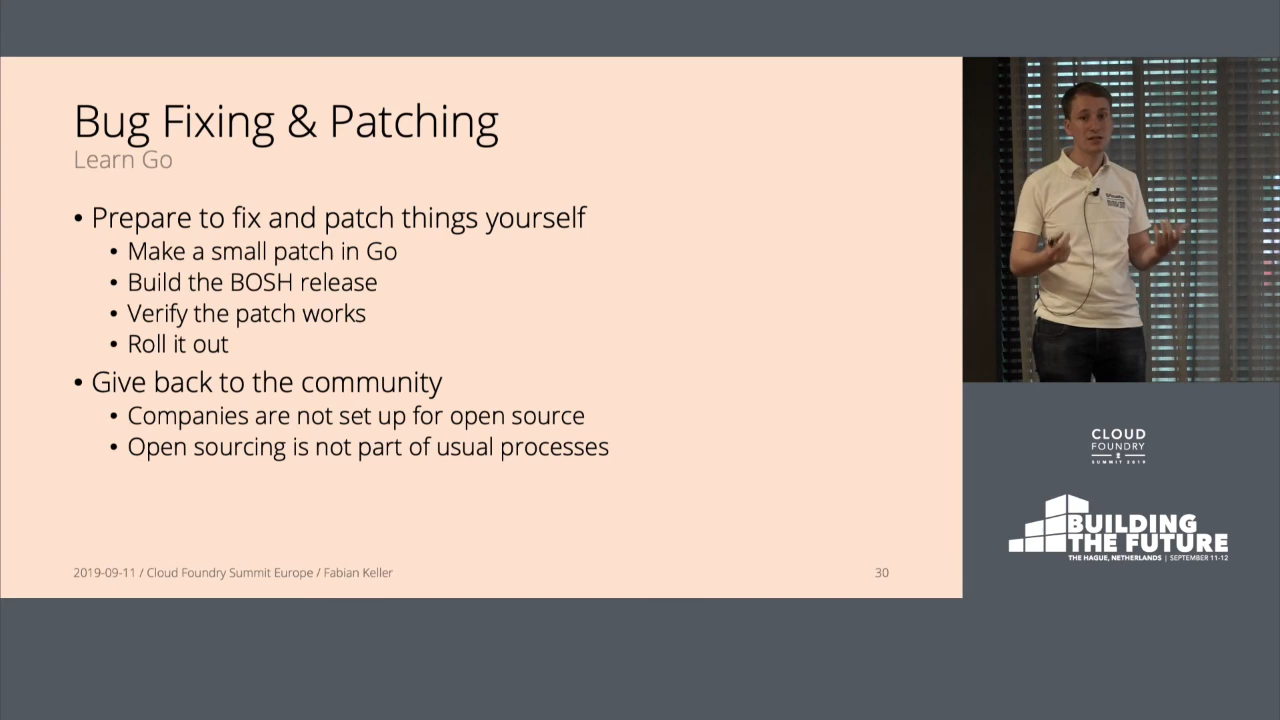 Bug Fixing & Patching
Learn Go
• Prepare to fix and patch things yourself
• Make a small patch in Go
• Build the BOSH release
• Verify the patch works
• Roll it out
• Give back to the community
• Companies are not set up for open source
• Open sourcing is not part of usual processes
2019-09-11 / Cloud Foundry Summit Europe / Fabian Keller
30
CLOUD
FOUNDRY
SUMMIT 2019
BUILDING
THE FUTURE
THE HAGUE, NETHERLANDS | SEPTEMBER 11-12